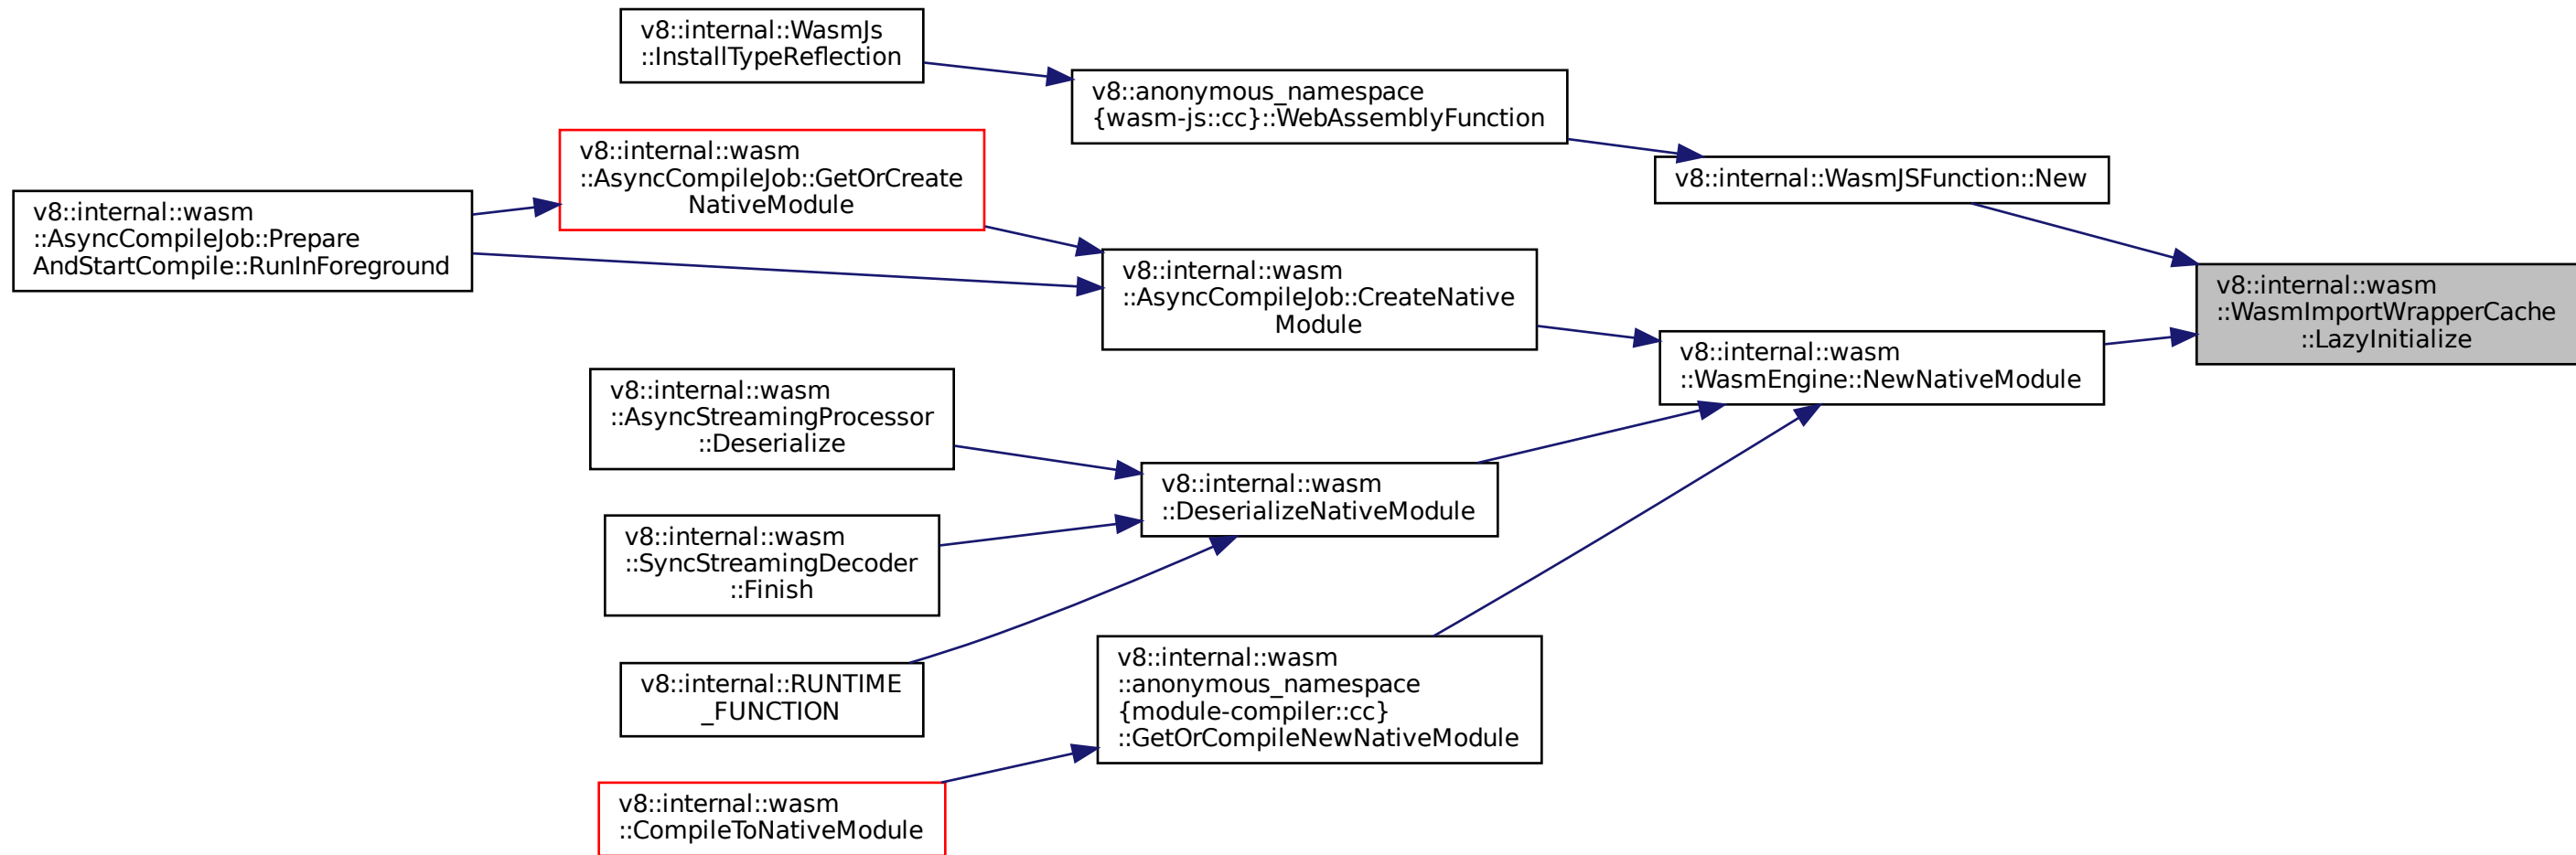 v8::internal::WasmJs
::InstallTypeReflection
v8::anonymous_namespace
{wasm-js::cc}::WebAssemblyFunction
v8::internal::wasm
::AsyncCompileJob::GetOrCreate
NativeModule
v8::internal::WasmJSFunction::New
v8::internal::wasm
::AsyncCompileJob::Prepare
AndStartCompile::RunInForeground
v8::internal::wasm
::AsyncCompileJob::CreateNative
Module
v8::internal::wasm
::WasmImportWrapperCache
::LazyInitialize
v8::internal::wasm
::WasmEngine::NewNativeModule
v8::internal::wasm
::AsyncStreamingProcessor
::Deserialize
v8::internal::wasm
::DeserializeNativeModule
v8::internal::wasm
::SyncStreamingDecoder
::Finish
v8::internal::RUNTIME
_FUNCTION
v8::internal::wasm
::anonymous_namespace
{module-compiler::cc}
::GetOrCompileNewNativeModule
v8::internal::wasm
::CompileToNativeModule